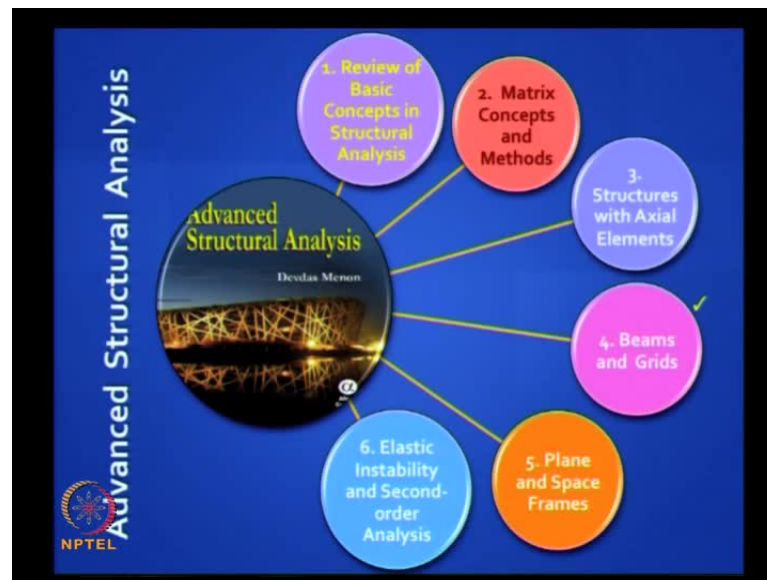 Advanced Structural Analysis
1. Review of
Basic
Concepts in
Structural
Analysis
2. Matrix
Concepts
and
Methods
3.
Structures
with Axial
Elements
4. Beams
and Grids
5. Plane
and Space
Frames
6. Elastic
Instability
and Second-
order
Analysis
Advanced
Structural Analysis
Devdas Menon
NPTEL